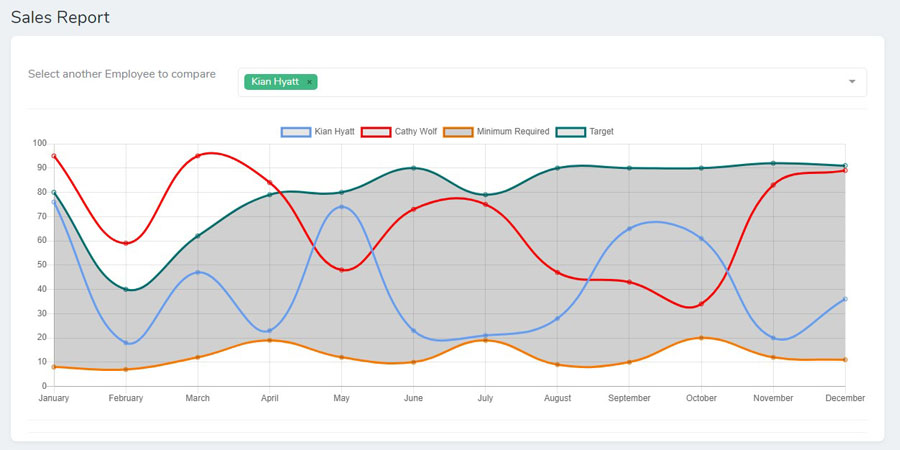 Sales Report
Select another Employee to compare
Kian Hyatt ×
Kian Hyatt Cathy Wolf Minimum Required Target
100
90
80
70
60
50
40
30
20
10
0
January February March April May June July August September October November December